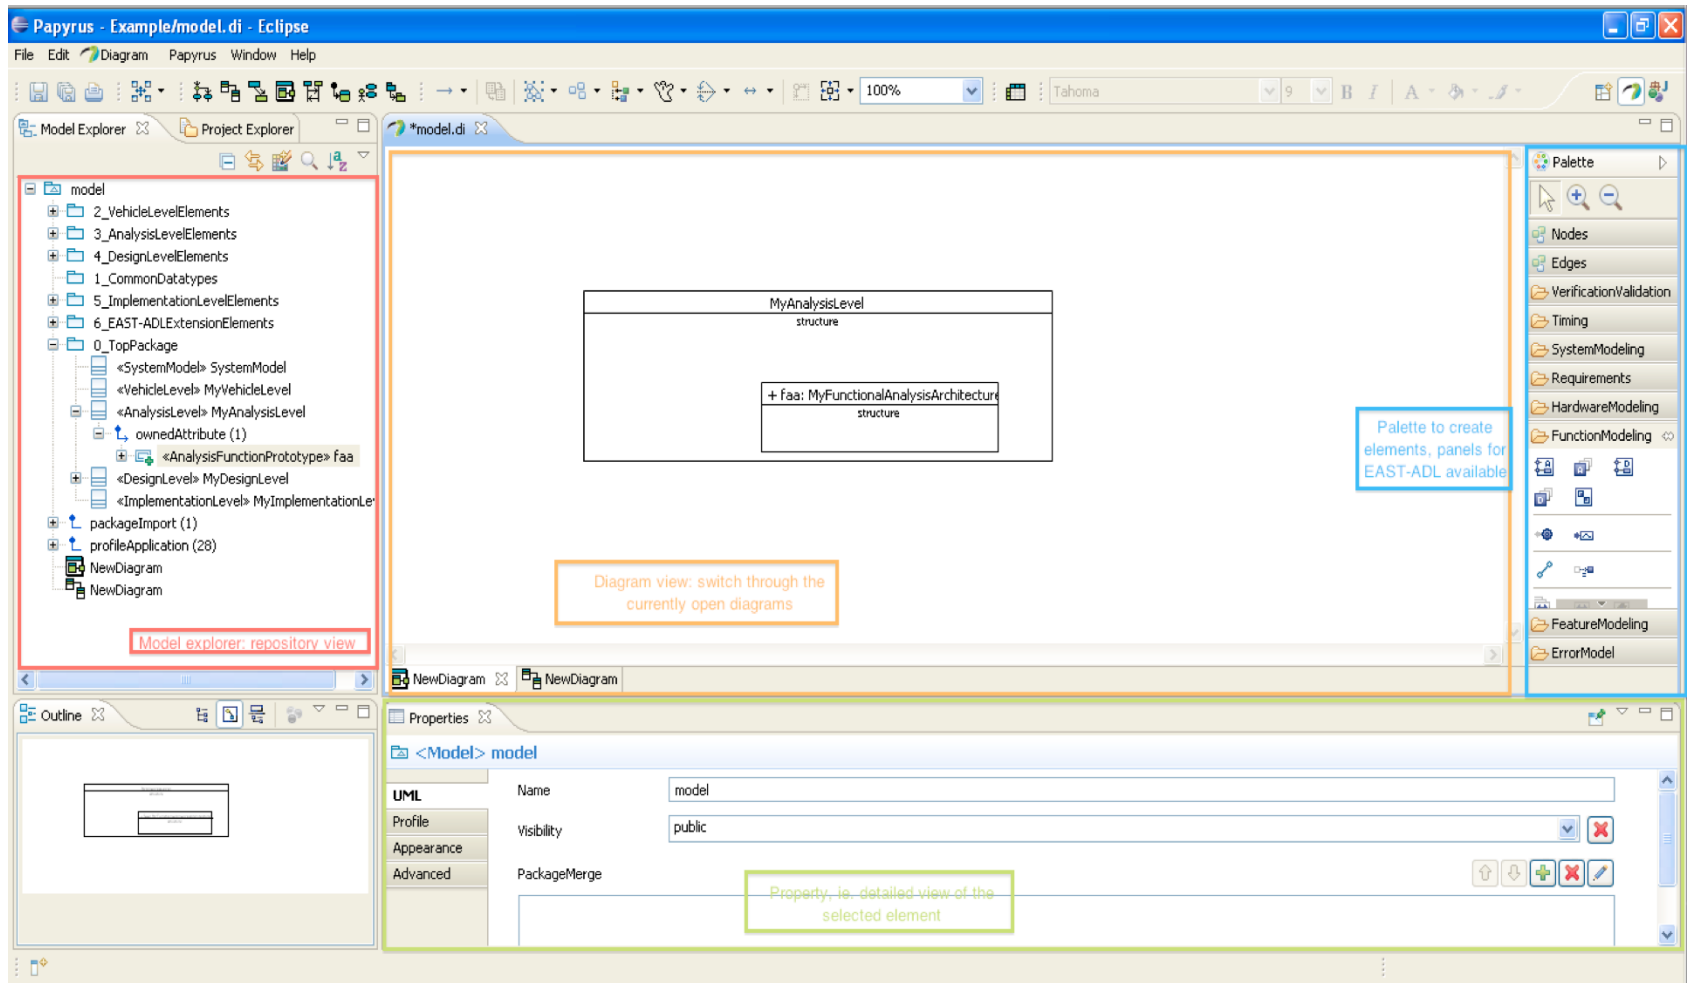 Papyrus - Example/model.di - Eclipse
File Edit Diagram Papyrus Window Help
100%
Tahoma
9
B I A
Model Explorer
Project Explorer
*model.di
model
2_VehicleLevelElements
3_AnalysisLevelElements
4_DesignLevelElements
1_CommonDatatypes
5_ImplementationLevelElements
6_EAST-ADLExtensionElements
0_TopPackage
«SystemModel» SystemModel
«VehicleLevel» MyVehicleLevel
«AnalysisLevel» MyAnalysisLevel
ownedAttribute (1)
«AnalysisFunctionPrototype» faa
«DesignLevel» MyDesignLevel
«ImplementationLevel» MyImplementationLe
packageImport (1)
profileApplication (28)
NewDiagram
NewDiagram
Model explorer: repository view
MyAnalysisLevel
structure
+ faa: MyFunctionalAnalysisArchitecture
structure
Diagram view: switch through the
currently open diagrams
Palette to create
elements, panels for
EAST-ADL available
NewDiagram
NewDiagram
Palette
Nodes
Edges
VerificationValidation
Timing
SystemModeling
Requirements
HardwareModeling
FunctionModeling
FeatureModeling
ErrorModel
Outline
Properties
<Model> model
UML
Profile
Appearance
Advanced
Name
model
Visibility
public
PackageMerge
Property, ie. detailed view of the
selected element